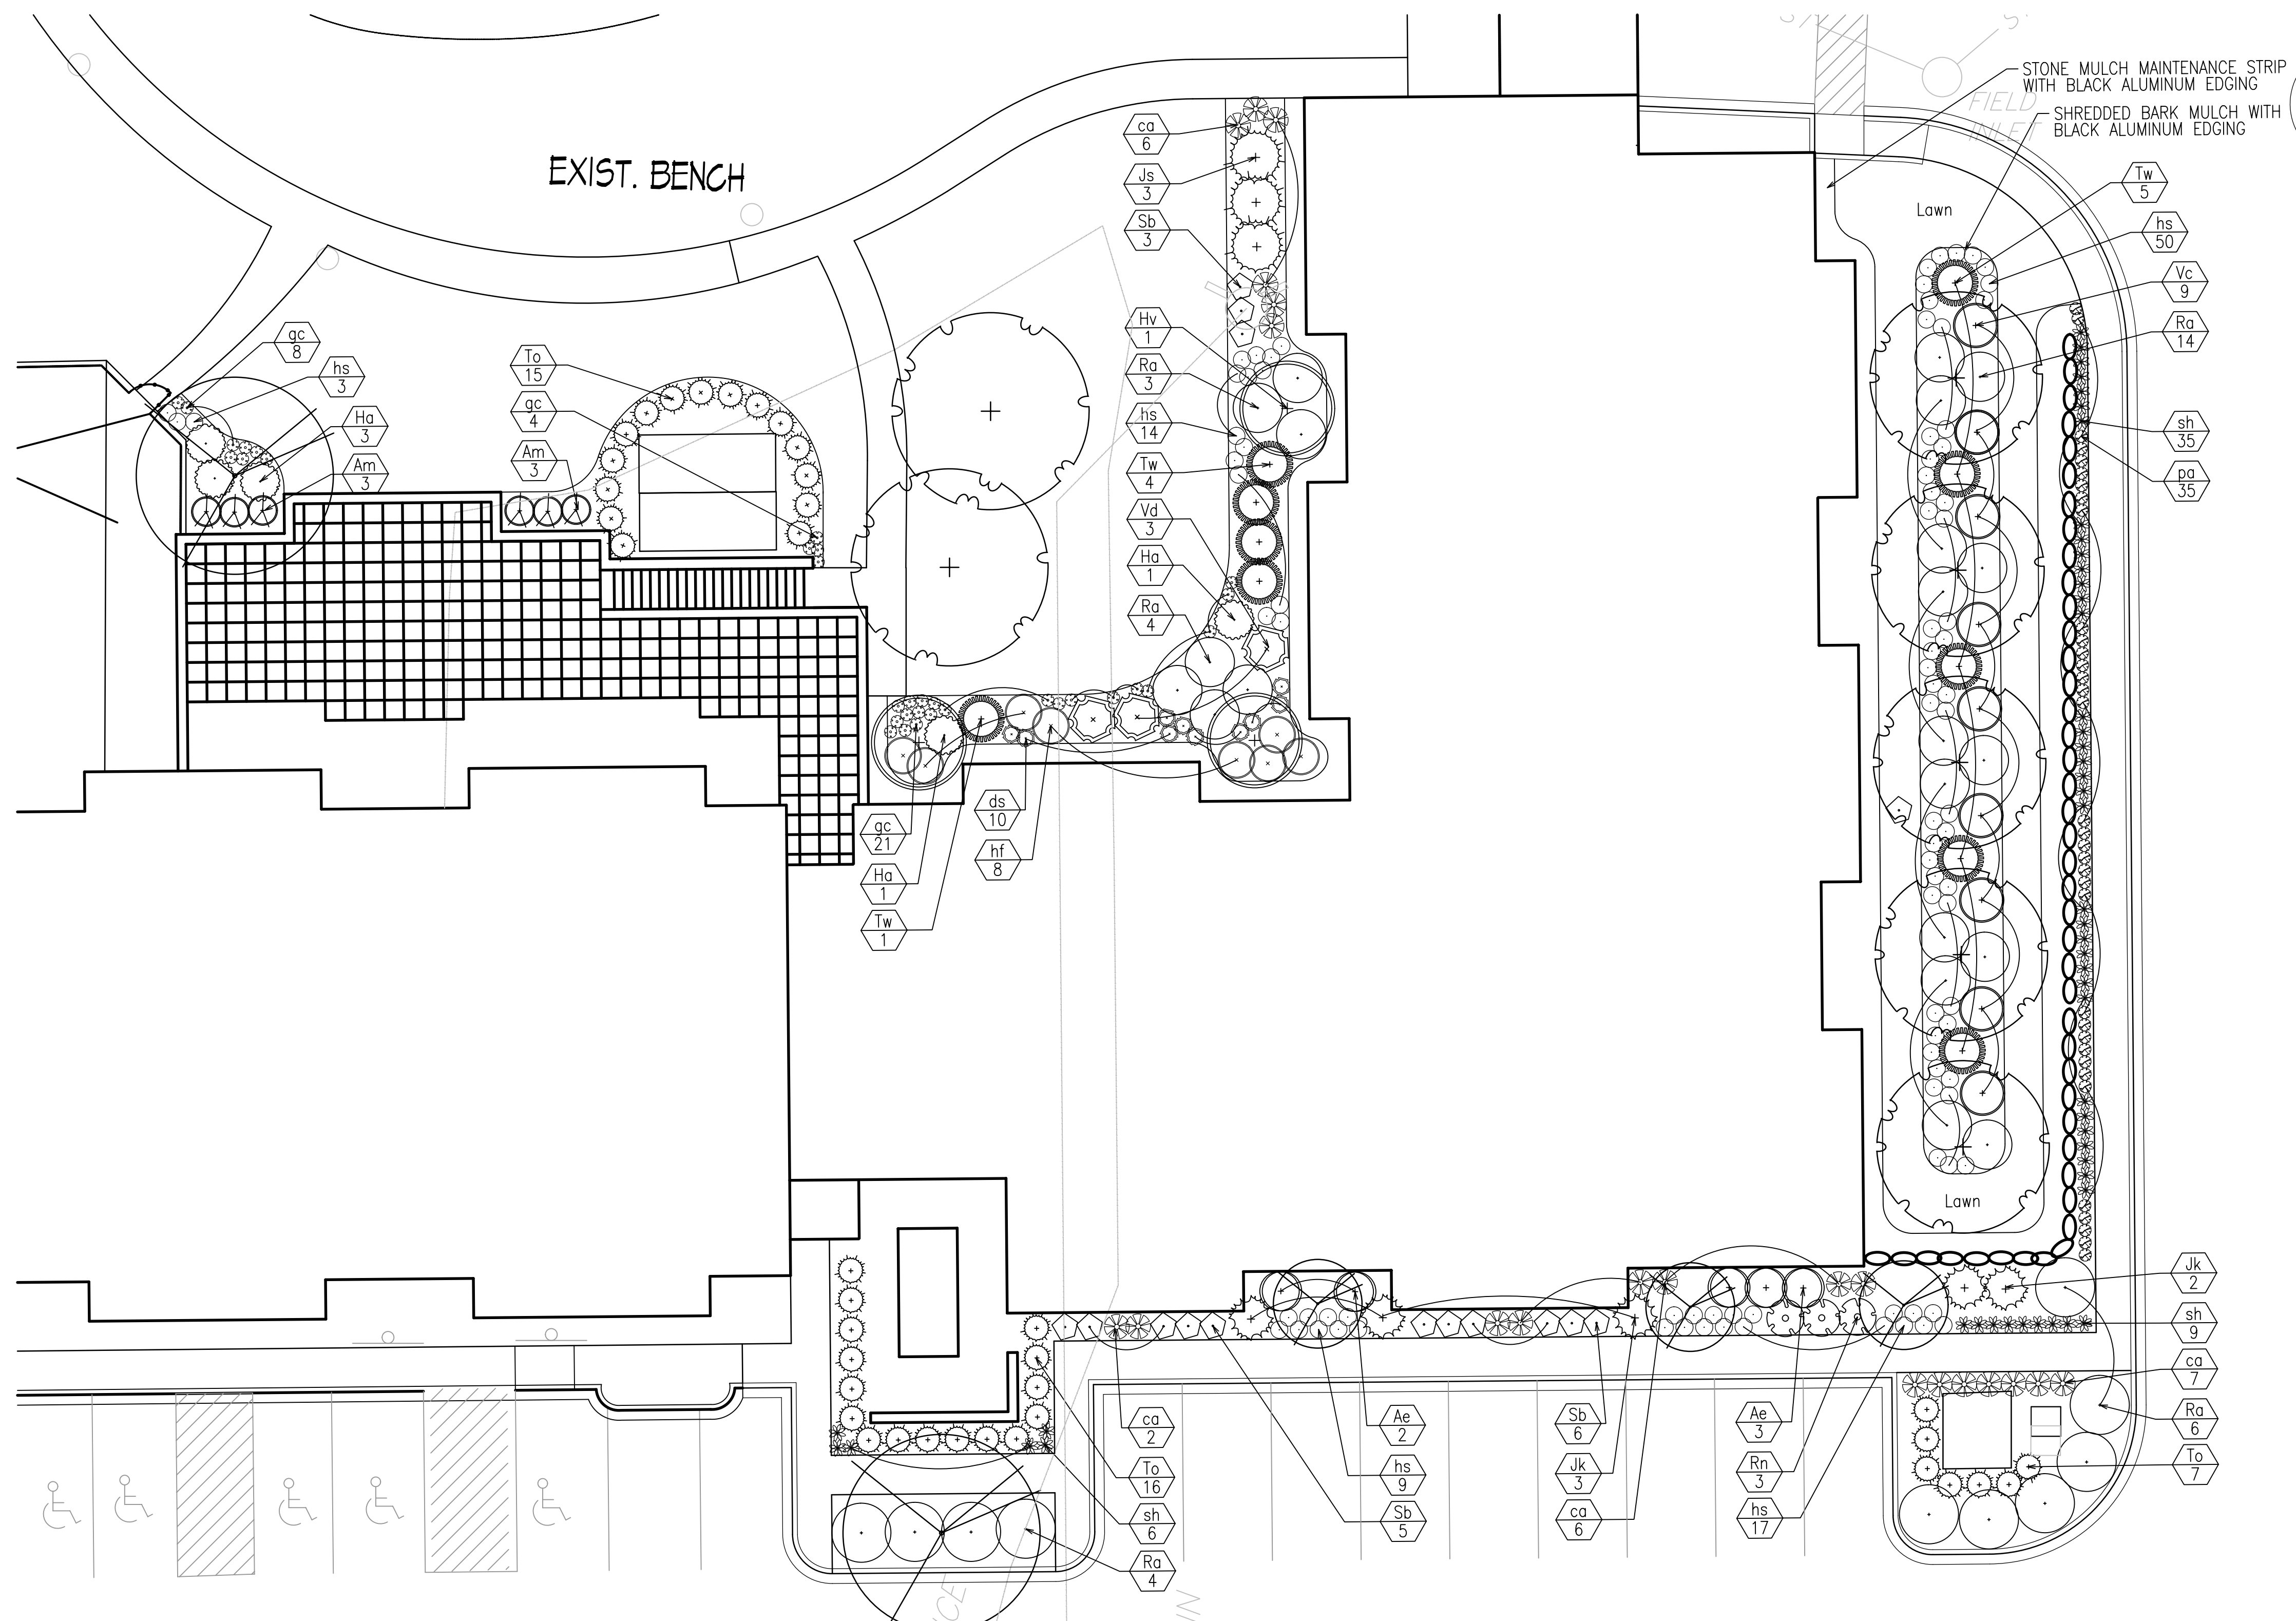 STONE MULCH MAINTENANCE STRIP
WITH BLACK ALUMINUM EDGING
FIELD
INLET
SHREDDED BARK MULCH WITH
BLACK ALUMINUM EDGING
EXIST. BENCH
ca
6
Js
3
Sb
3
Hv
1
Ra
3
hs
14
Tw
4
Vd
3
Ha
1
Ra
4
Lawn
Tw
5
hs
50
Vc
9
Ra
14
sh
35
pa
35
gc
8
hs
3
Ha
3
Am
3
To
15
gc
4
Am
3
gc
21
Ha
1
Tw
1
ds
10
hf
8
Lawn
Jk
2
sh
9
ca
7
Ra
6
To
7
ca
2
To
16
sh
6
Ra
4
Ae
2
hs
9
Sb
5
Sb
6
Jk
3
ca
6
Ae
3
Rn
3
hs
17